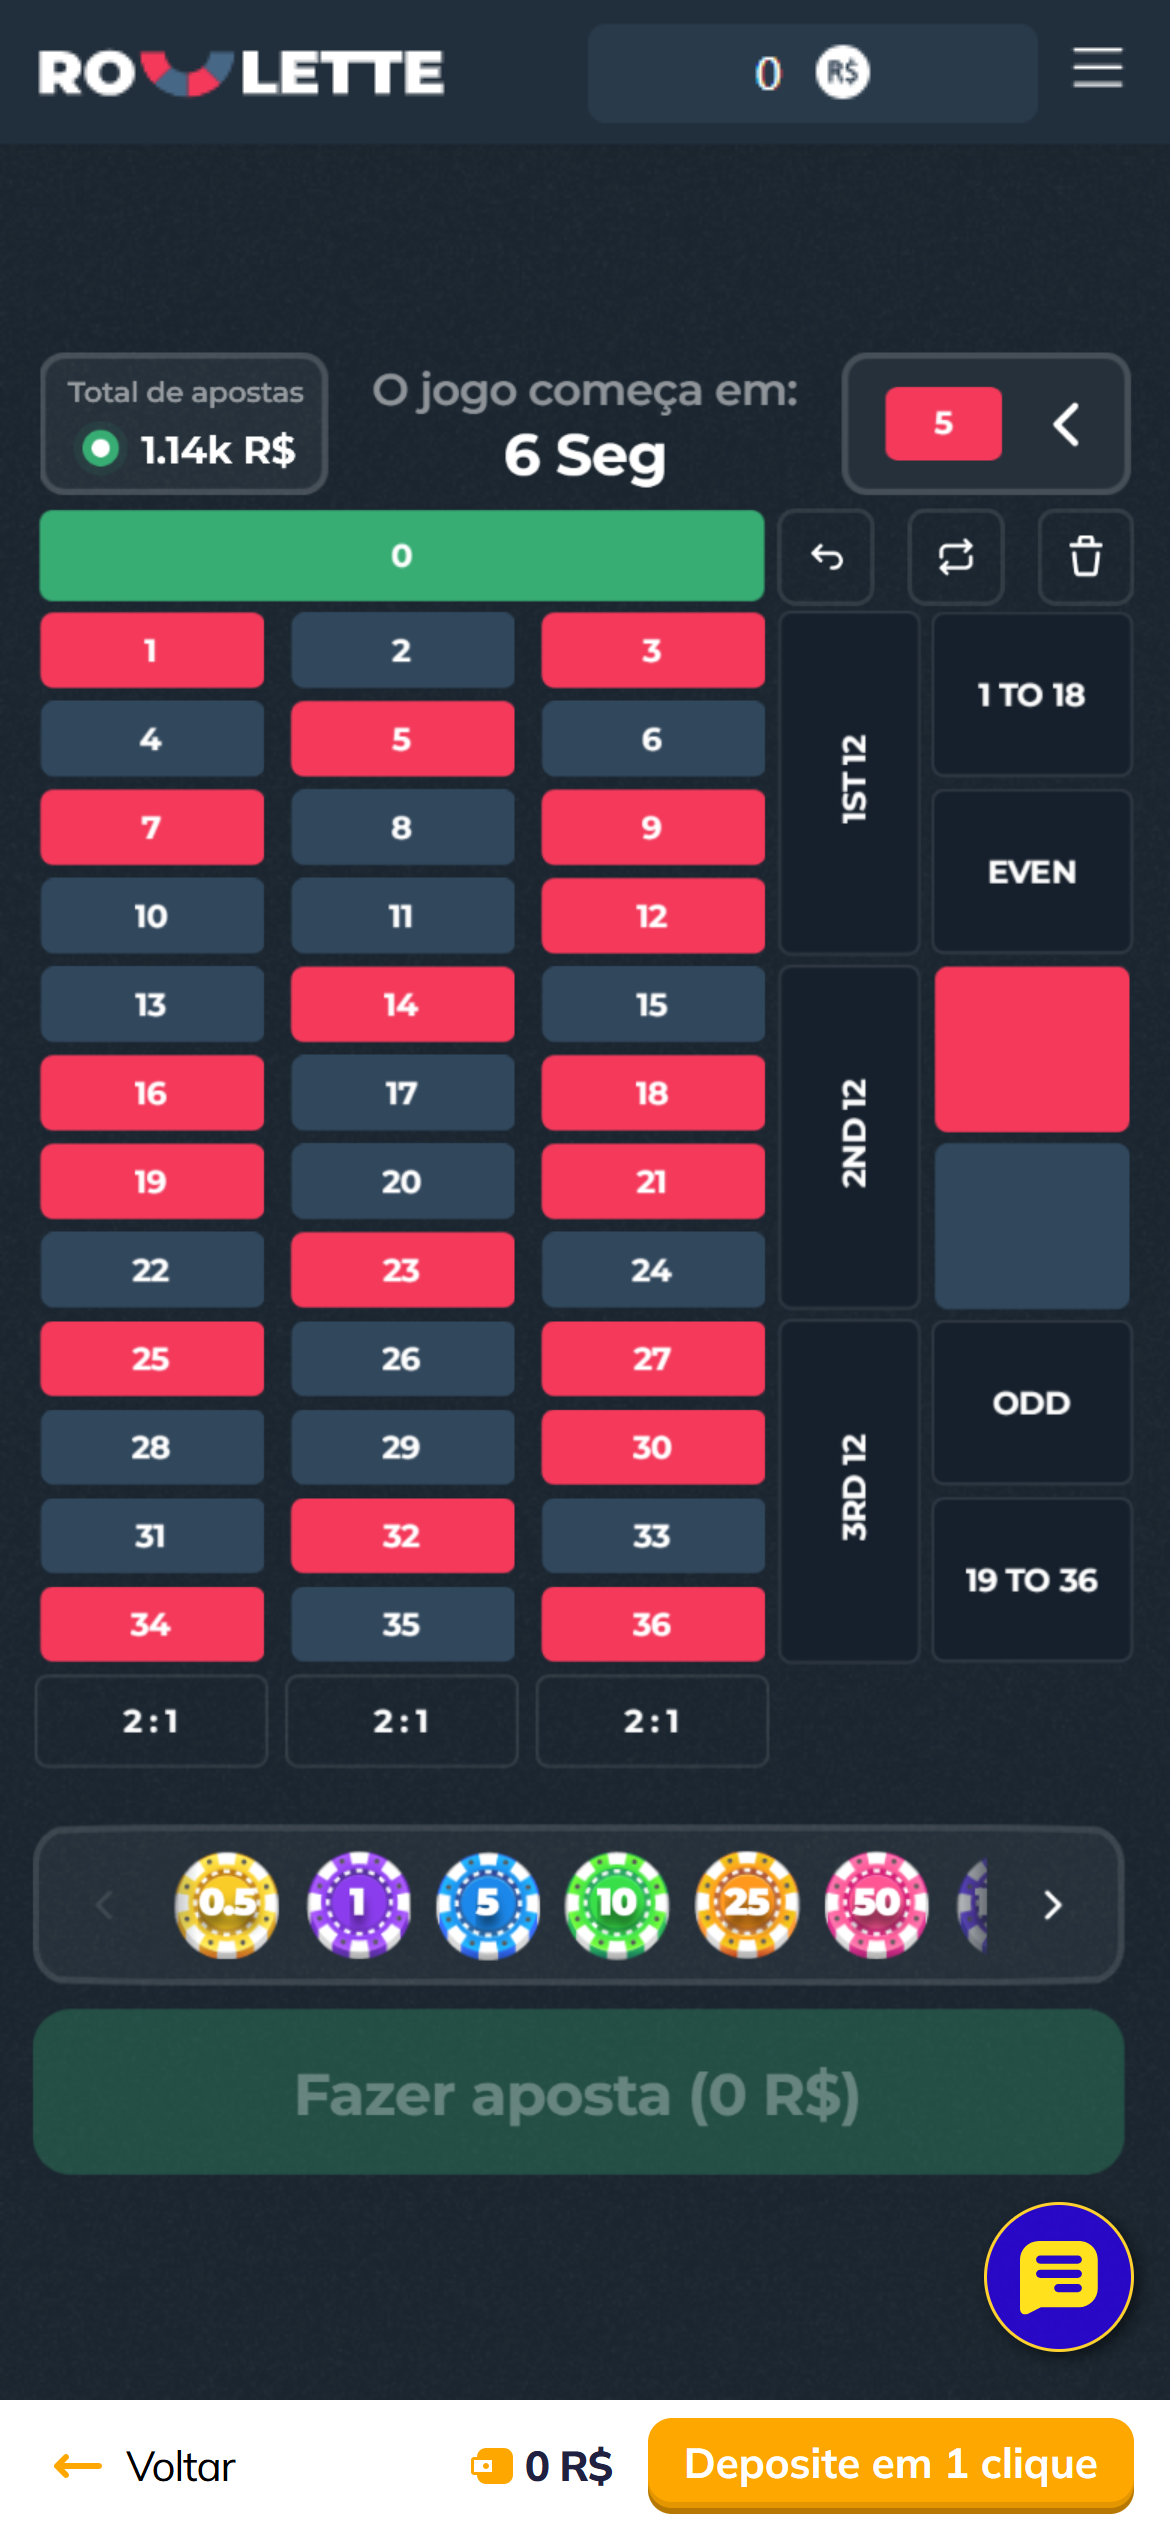 ROULETTE
0 R$
Total de apostas
1.14k R$
O jogo começa em:
6 Seg
5
0
1 2 3
4 5 6
7 8 9
10 11 12
13 14 15
16 17 18
19 20 21
22 23 24
25 26 27
28 29 30
31 32 33
34 35 36
2:1 2:1 2:1
1ST 12
2ND 12
3RD 12
1 TO 18
EVEN
ODD
19 TO 36
0.5 1 5 10 25 50
Fazer aposta (0 R$)
Voltar
0 R$
Deposite em 1 clique